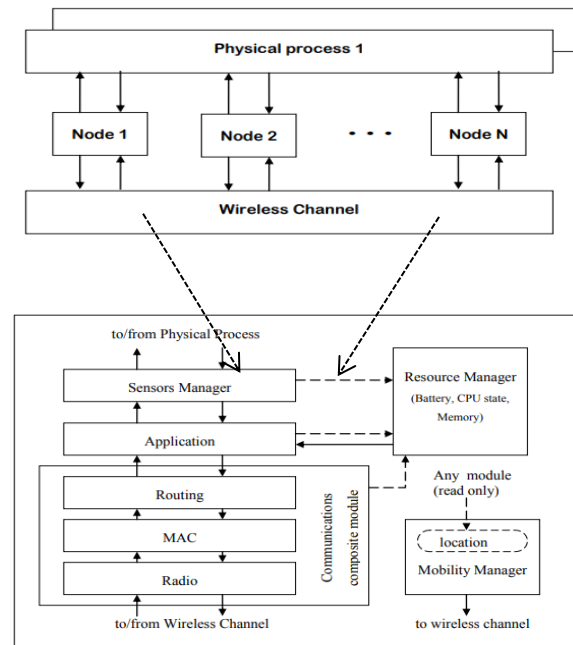 Physical process 1
Node 1
Node 2
• • •
Node N
Wireless Channel
to/from Physical Process
Sensors Manager
Resource Manager
(Battery, CPU state,
Memory)
Application
Routing
MAC
Radio
Communications
composite module
Any module
(read only)
location
Mobility Manager
to/from Wireless Channel
to wireless channel